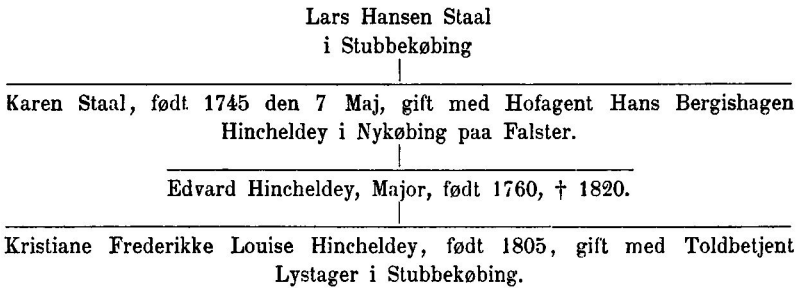 Lars Hansen Staal
i Stubbekøbing
Karen Staal, født 1745 den 7 Maj, gift med Hofagent Hans Bergishagen
Hincheldey i Nykøbing paa Falster.
Edvard Hincheldey, Major, født 1760, † 1820.
Kristiane Frederikke Louise Hincheldey, født 1805, gift med Toldbetjent
Lystager i Stubbekøbing.